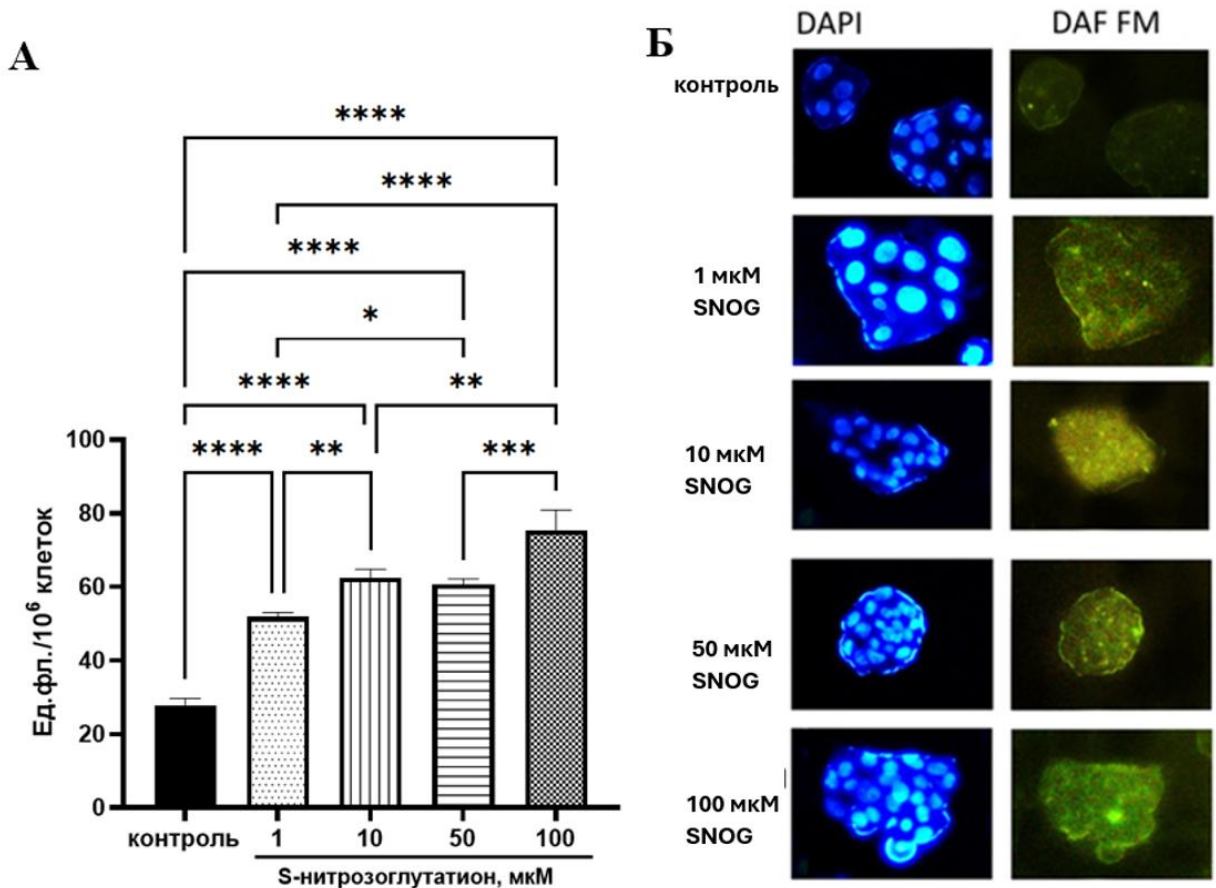 А
****
****
****
*
****
**
****
**
***
100
80
60
40
20
0
Ед.фл./10⁶ клеток
контроль
1
10
50
100
S-нитрозоглутатион, мкМ
Б
DAPI
DAF FM
контроль
1 мкМ
SNOG
10 мкМ
SNOG
50 мкМ
SNOG
100 мкМ
SNOG